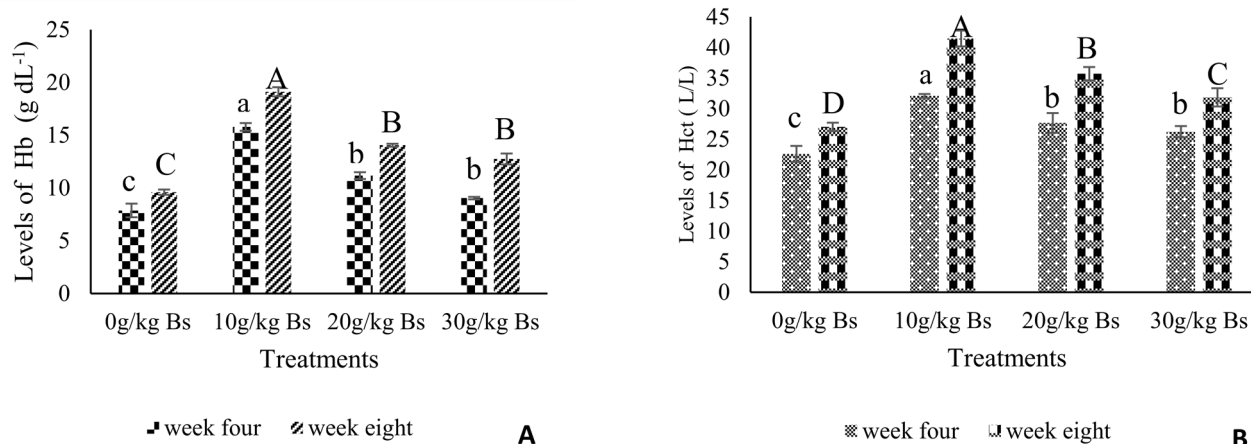 Levels of Hb (g dL-1)
25
20
15
10
5
0
c
C
a
A
b
B
b
B
0g/kg Bs 10g/kg Bs 20g/kg Bs 30g/kg Bs
Treatments
week four week eight
A
Levels of Hct ( L/L)
45
40
35
30
25
20
15
10
5
0
c
D
a
A
b
B
b
C
0g/kg Bs 10g/kg Bs 20g/kg Bs 30g/kg Bs
Treatments
week four week eight
B